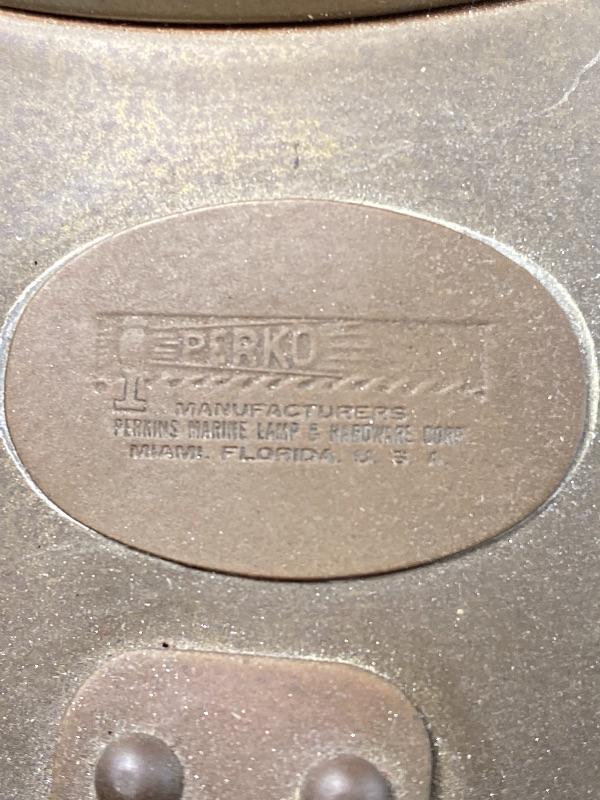 PERKO
MANUFACTURERS
PERKINS MARINE LAMP & HARDWARE CORP
MIAMI. FLORIDA. U. S. A.